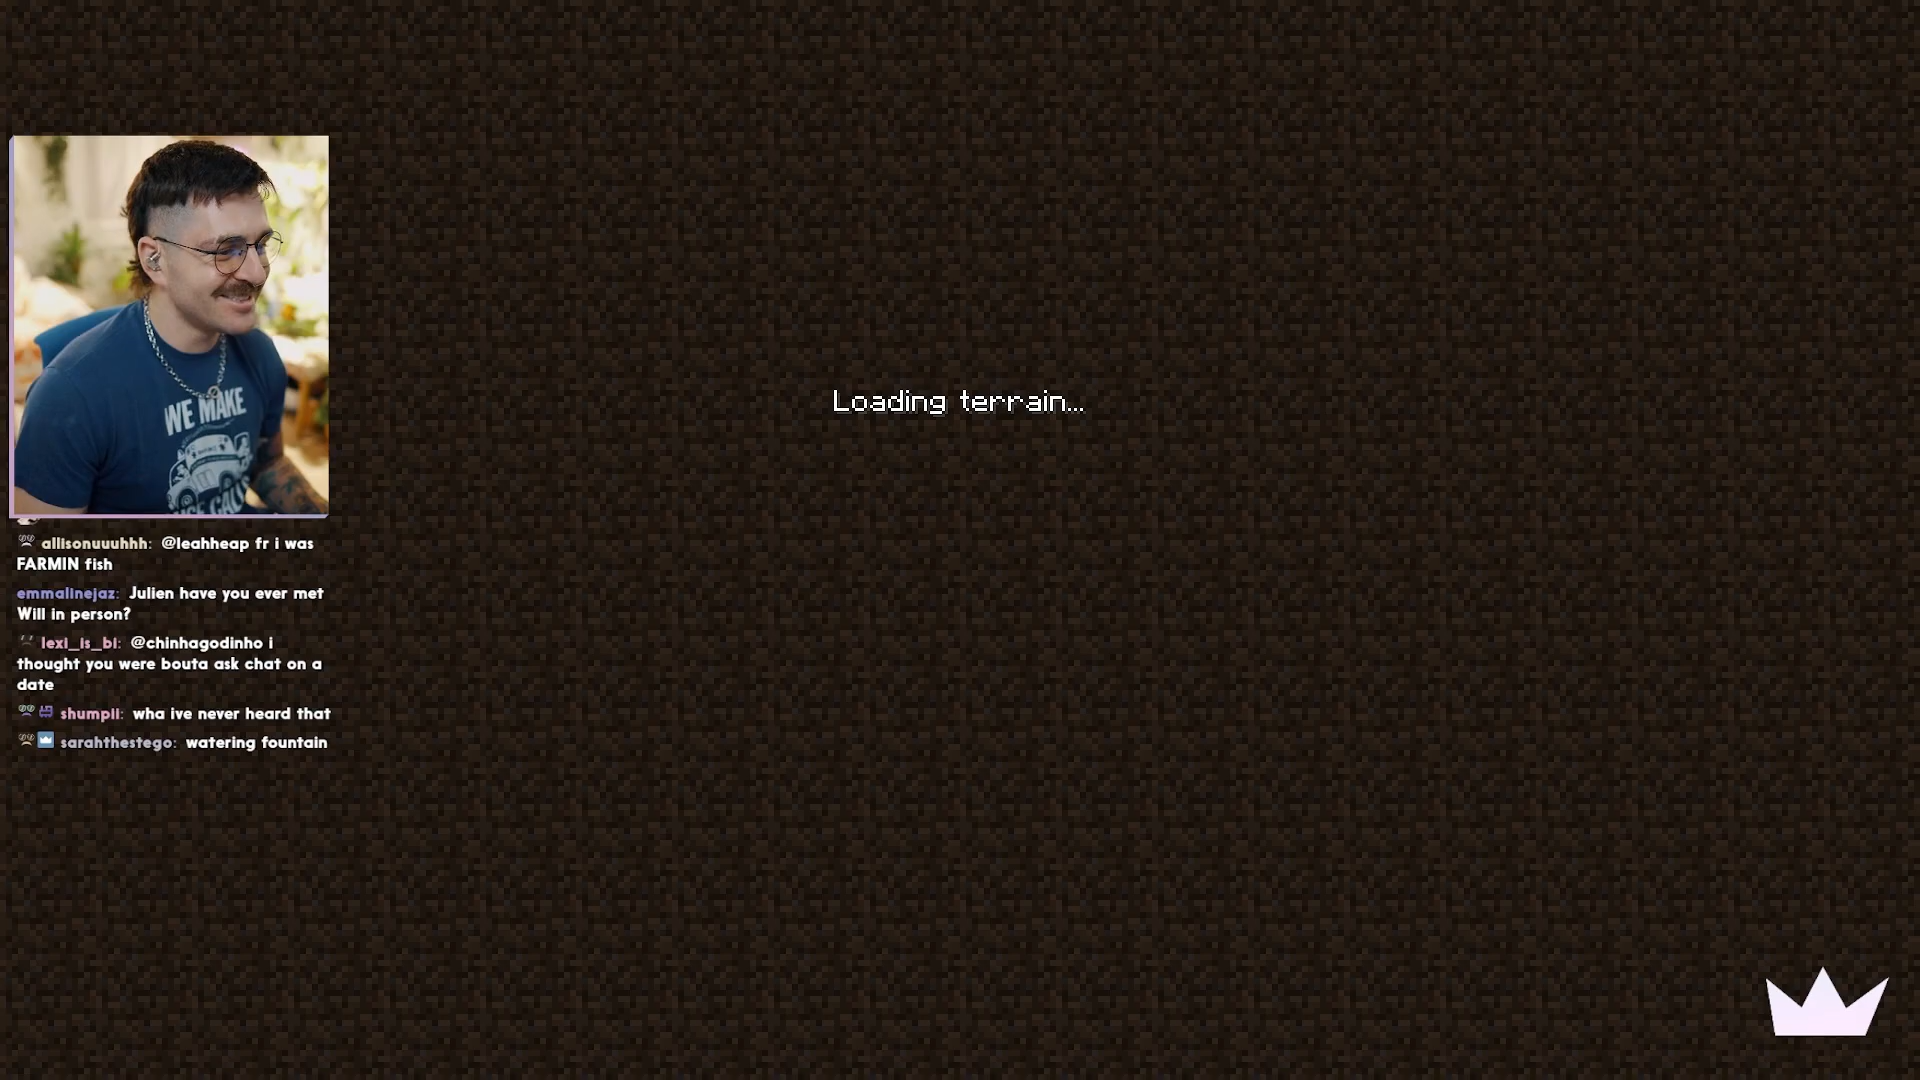 WE MAKE
Loading terrain...
allisonuuuhhh: @leahheap fr i was
FARMIN fish
emmalinejaz: Julien have you ever met
Will in person?
lexi_is_bi: @chinhagodinho i
thought you were bouta ask chat on a
date
shumpii: wha ive never heard that
sarahthestego: watering fountain